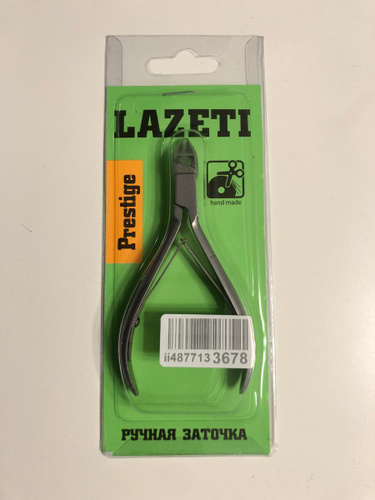 LAZETI
Prestige
hand made
ii487713 3678
РУЧНАЯ ЗАТОЧКА